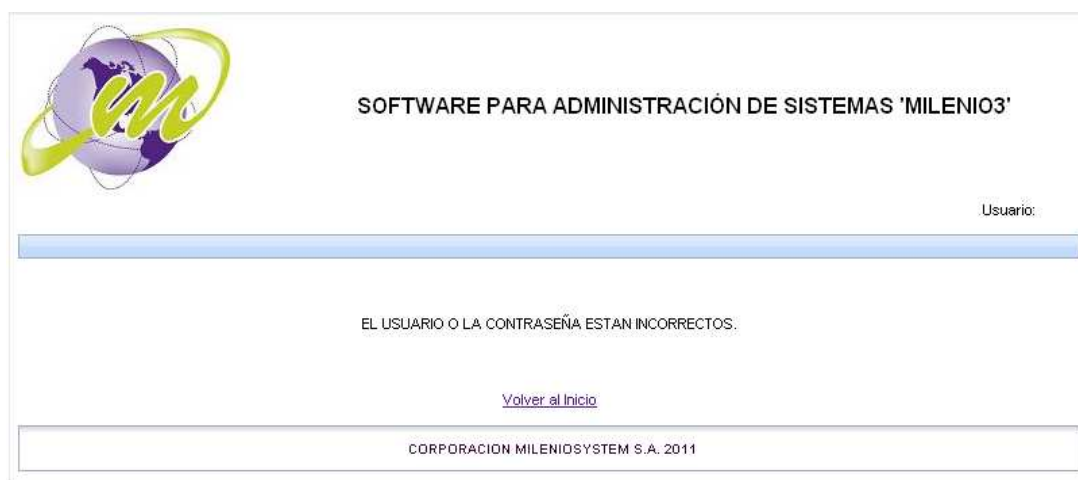 m
SOFTWARE PARA ADMINISTRACIÓN DE SISTEMAS 'MILENIO3'
Usuario:
EL USUARIO O LA CONTRASEÑA ESTAN INCORRECTOS.
Volver al Inicio
CORPORACION MILENIOSYSTEM S.A. 2011